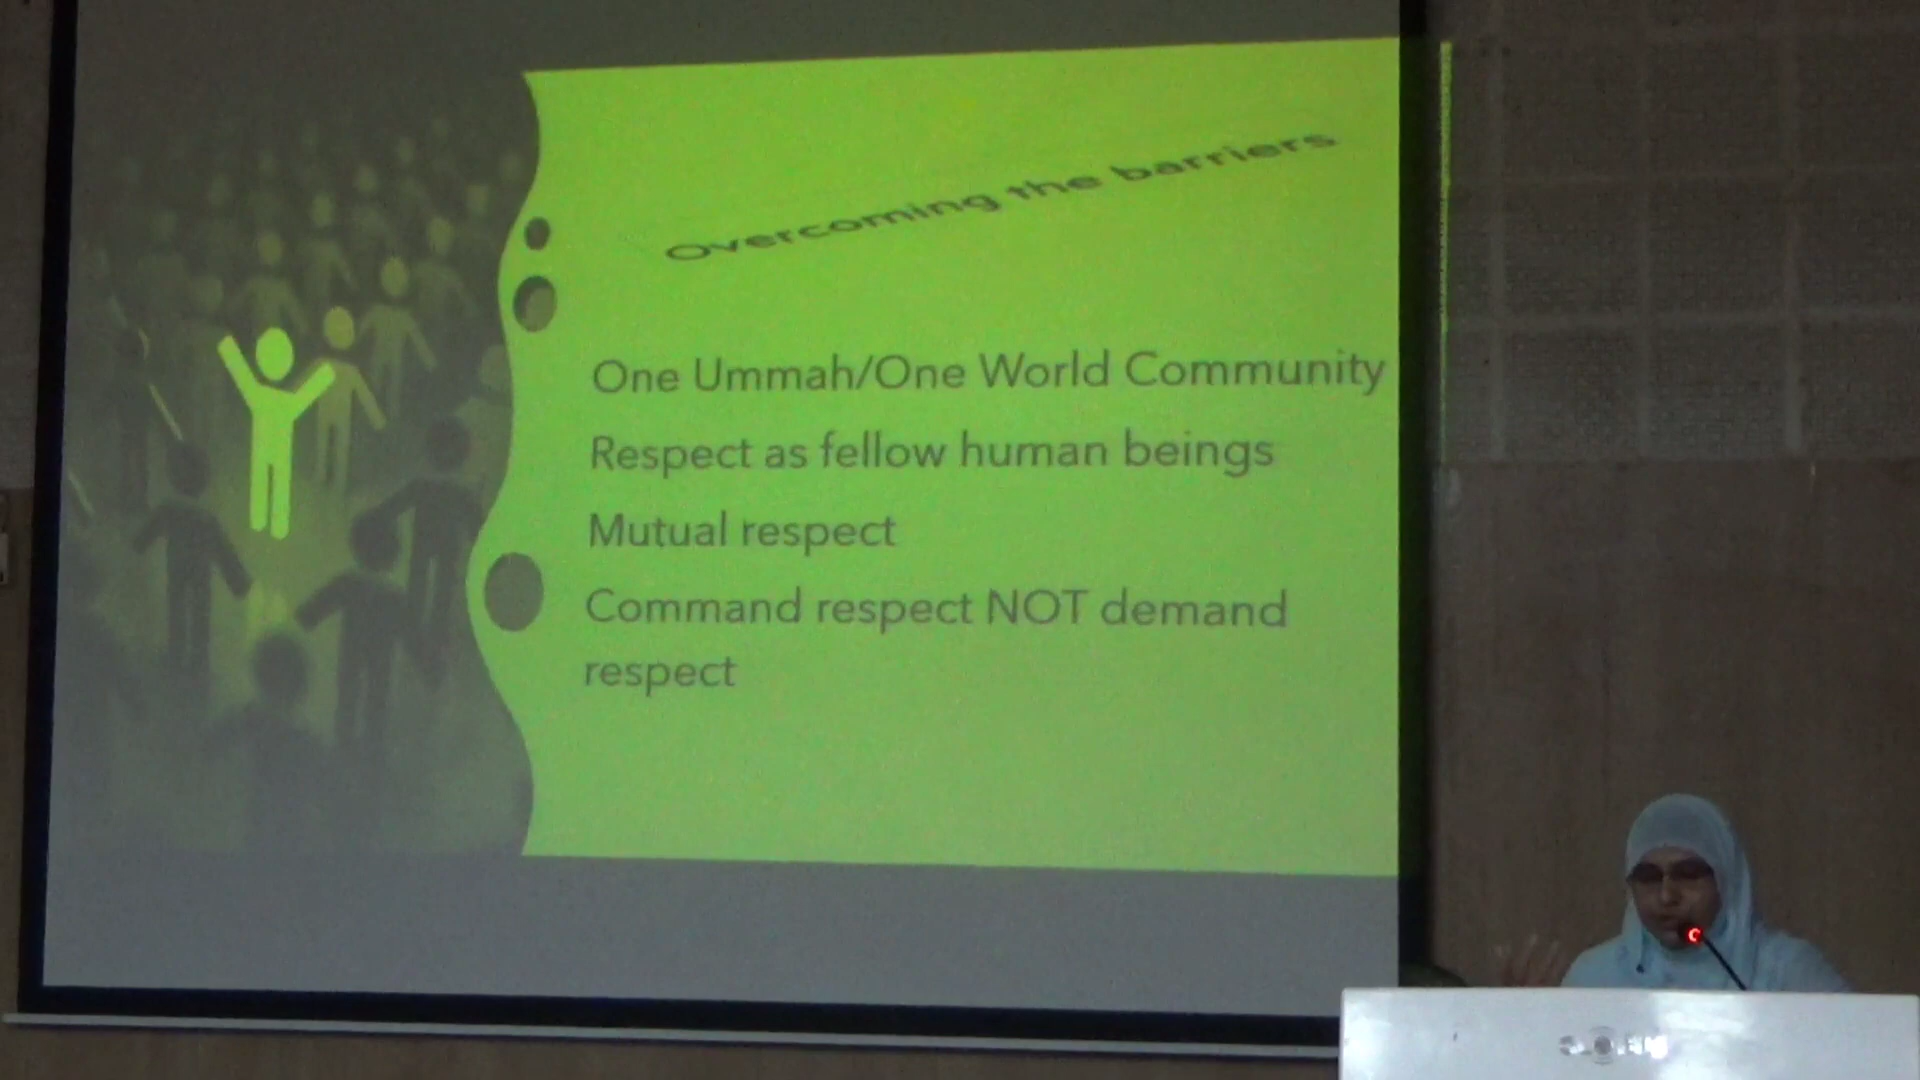 Overcoming the barriers
One Ummah/One World Community
Respect as fellow human beings
Mutual respect
Command respect NOT demand
respect